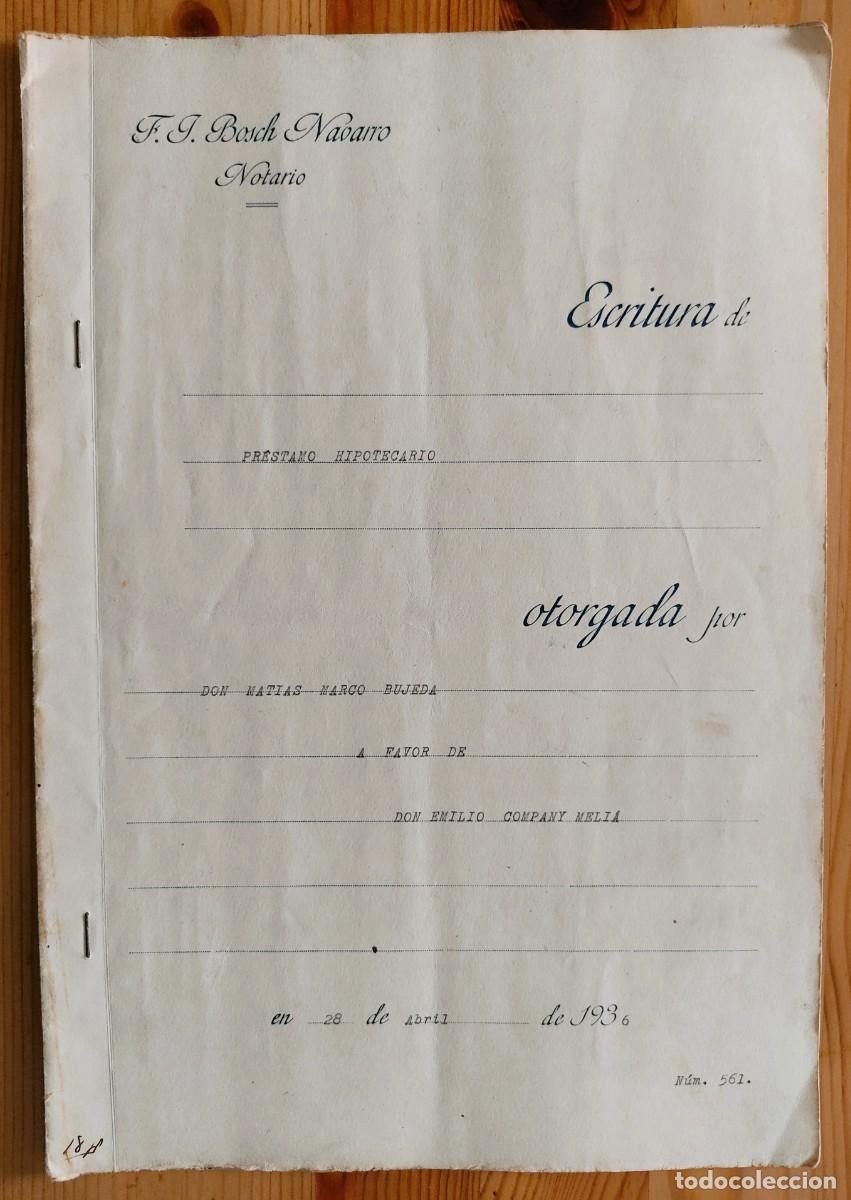 F. J. Bosch Navarro
Notario
Escritura de
PRÉSTAMO HIPOTECARIO
otorgada por
DON MATIAS MARCO BUJEDA
A FAVOR DE
DON EMILIO COMPANY MELIÁ
en 28 de Abril de 1936
Núm. 561.
todocoleccion